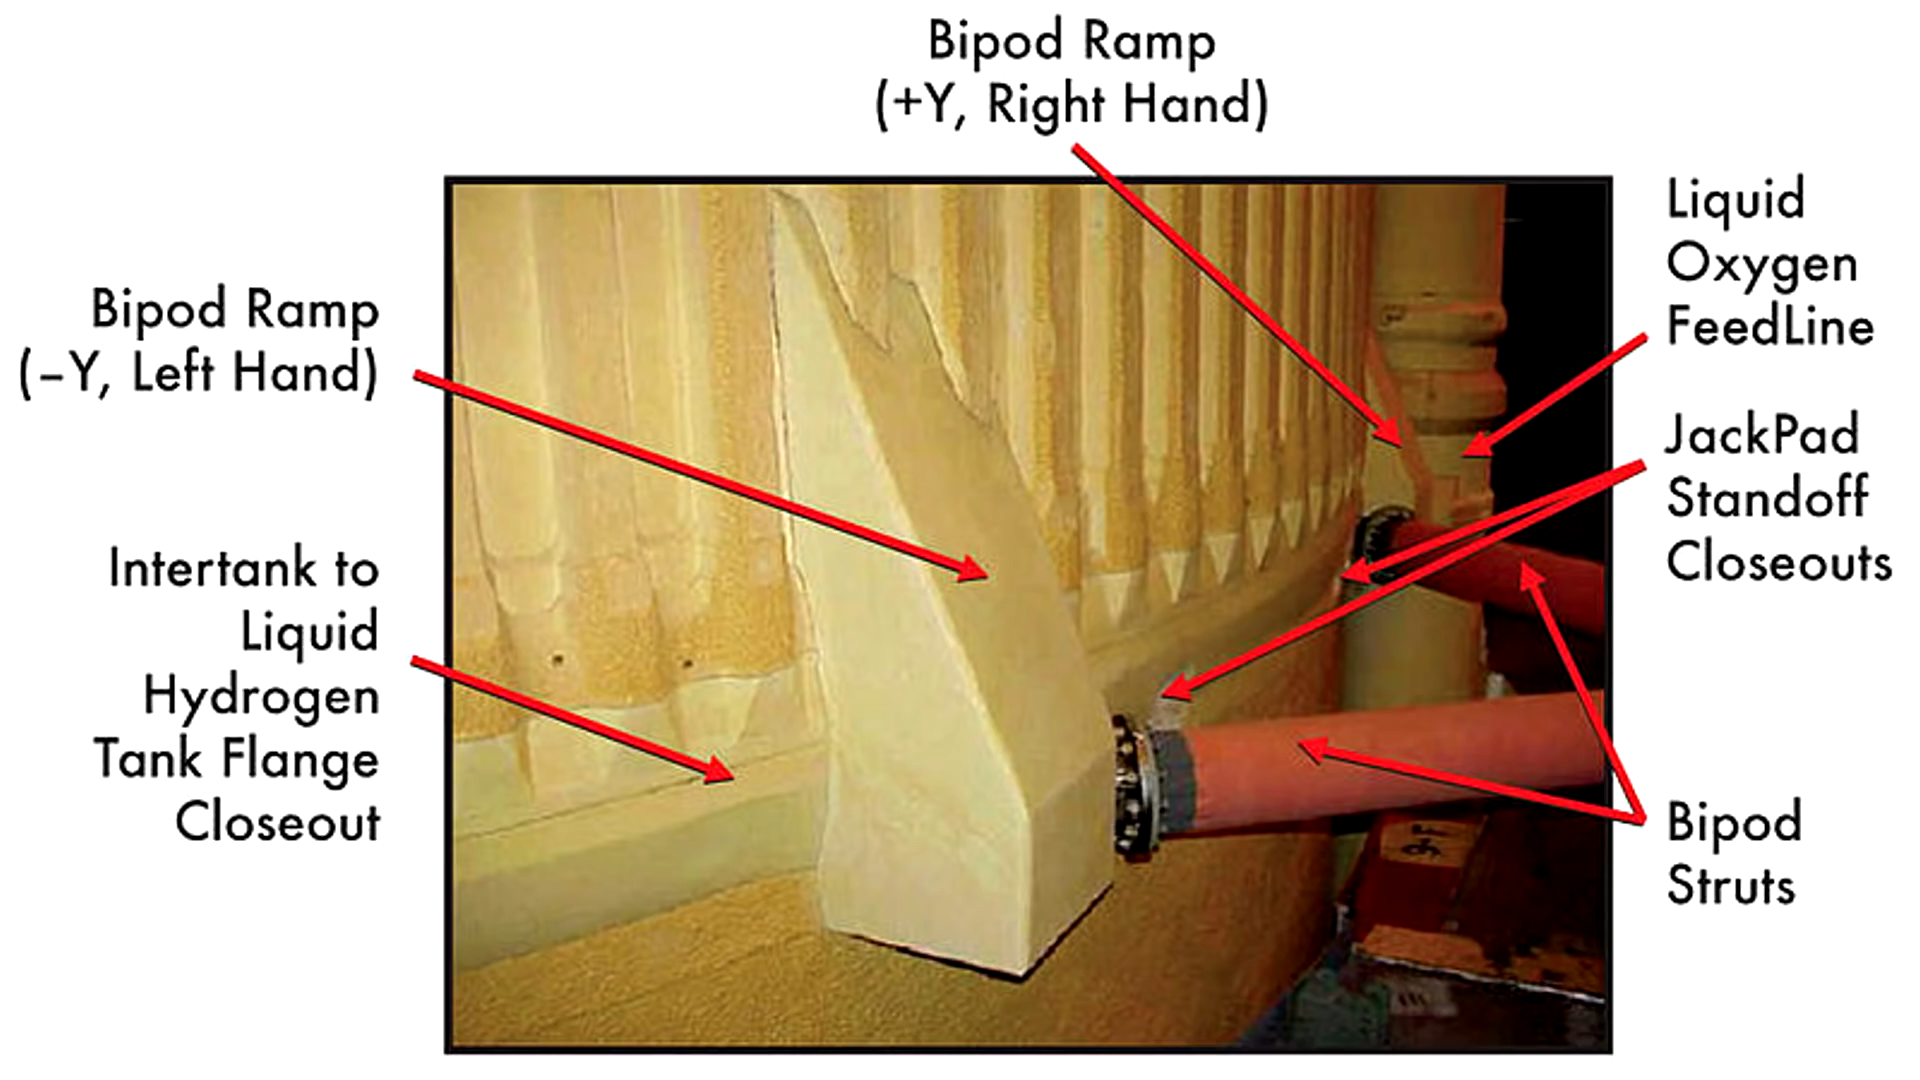 Bipod Ramp
(+Y, Right Hand)
Liquid
Oxygen
FeedLine
Bipod Ramp
(–Y, Left Hand)
JackPad
Standoff
Closeouts
Intertank to
Liquid
Hydrogen
Tank Flange
Closeout
Bipod
Struts